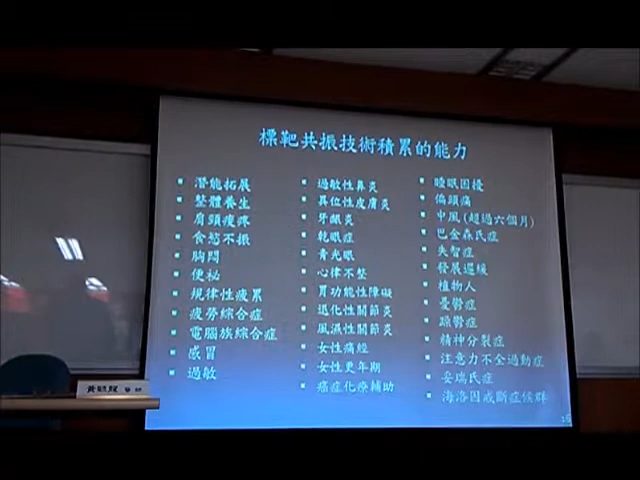 標靶共振技術積累的能力
潛能拓展
整體養生
肩頸痠疼
食慾不振
胸悶
便祕
規律性疲累
疲勞綜合症
電腦族綜合症
感冒
過敏
過敏性鼻炎
異位性皮膚炎
牙齦炎
乾眼症
青光眼
心律不整
胃功能性障礙
退化性關節炎
風濕性關節炎
女性痛經
女性更年期
癌症化療輔助
睡眠困擾
偏頭痛
中風(超過六個月)
巴金森氏症
失智症
發展遲緩
植物人
憂鬱症
躁鬱症
精神分裂症
注意力不全過動症
妥瑞氏症
海洛因戒斷症候群